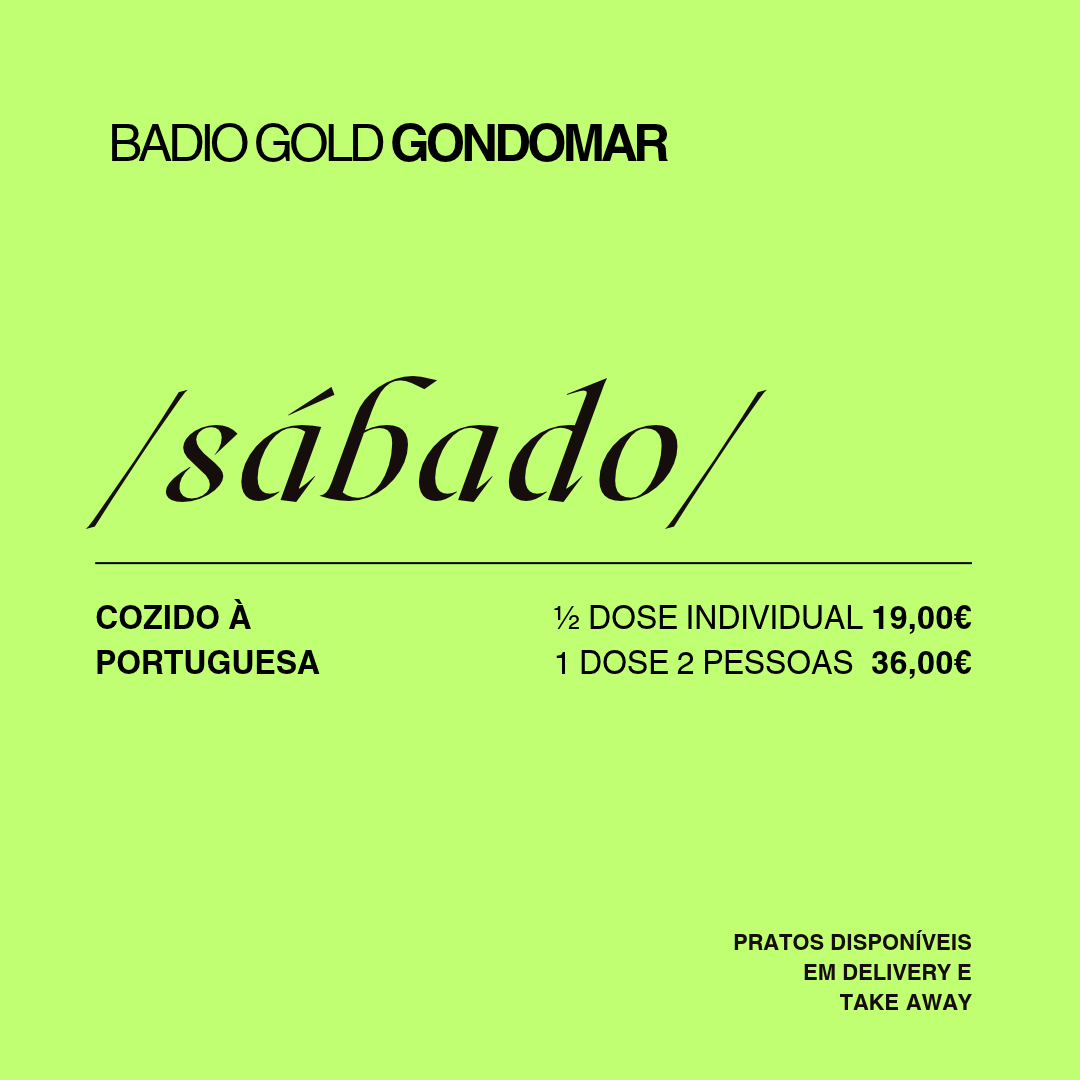 BADIO GOLD GONDOMAR
/sábado/
COZIDO À
PORTUGUESA
½ DOSE INDIVIDUAL 19,00€
1 DOSE 2 PESSOAS 36,00€
PRATOS DISPONÍVEIS
EM DELIVERY E
TAKE AWAY